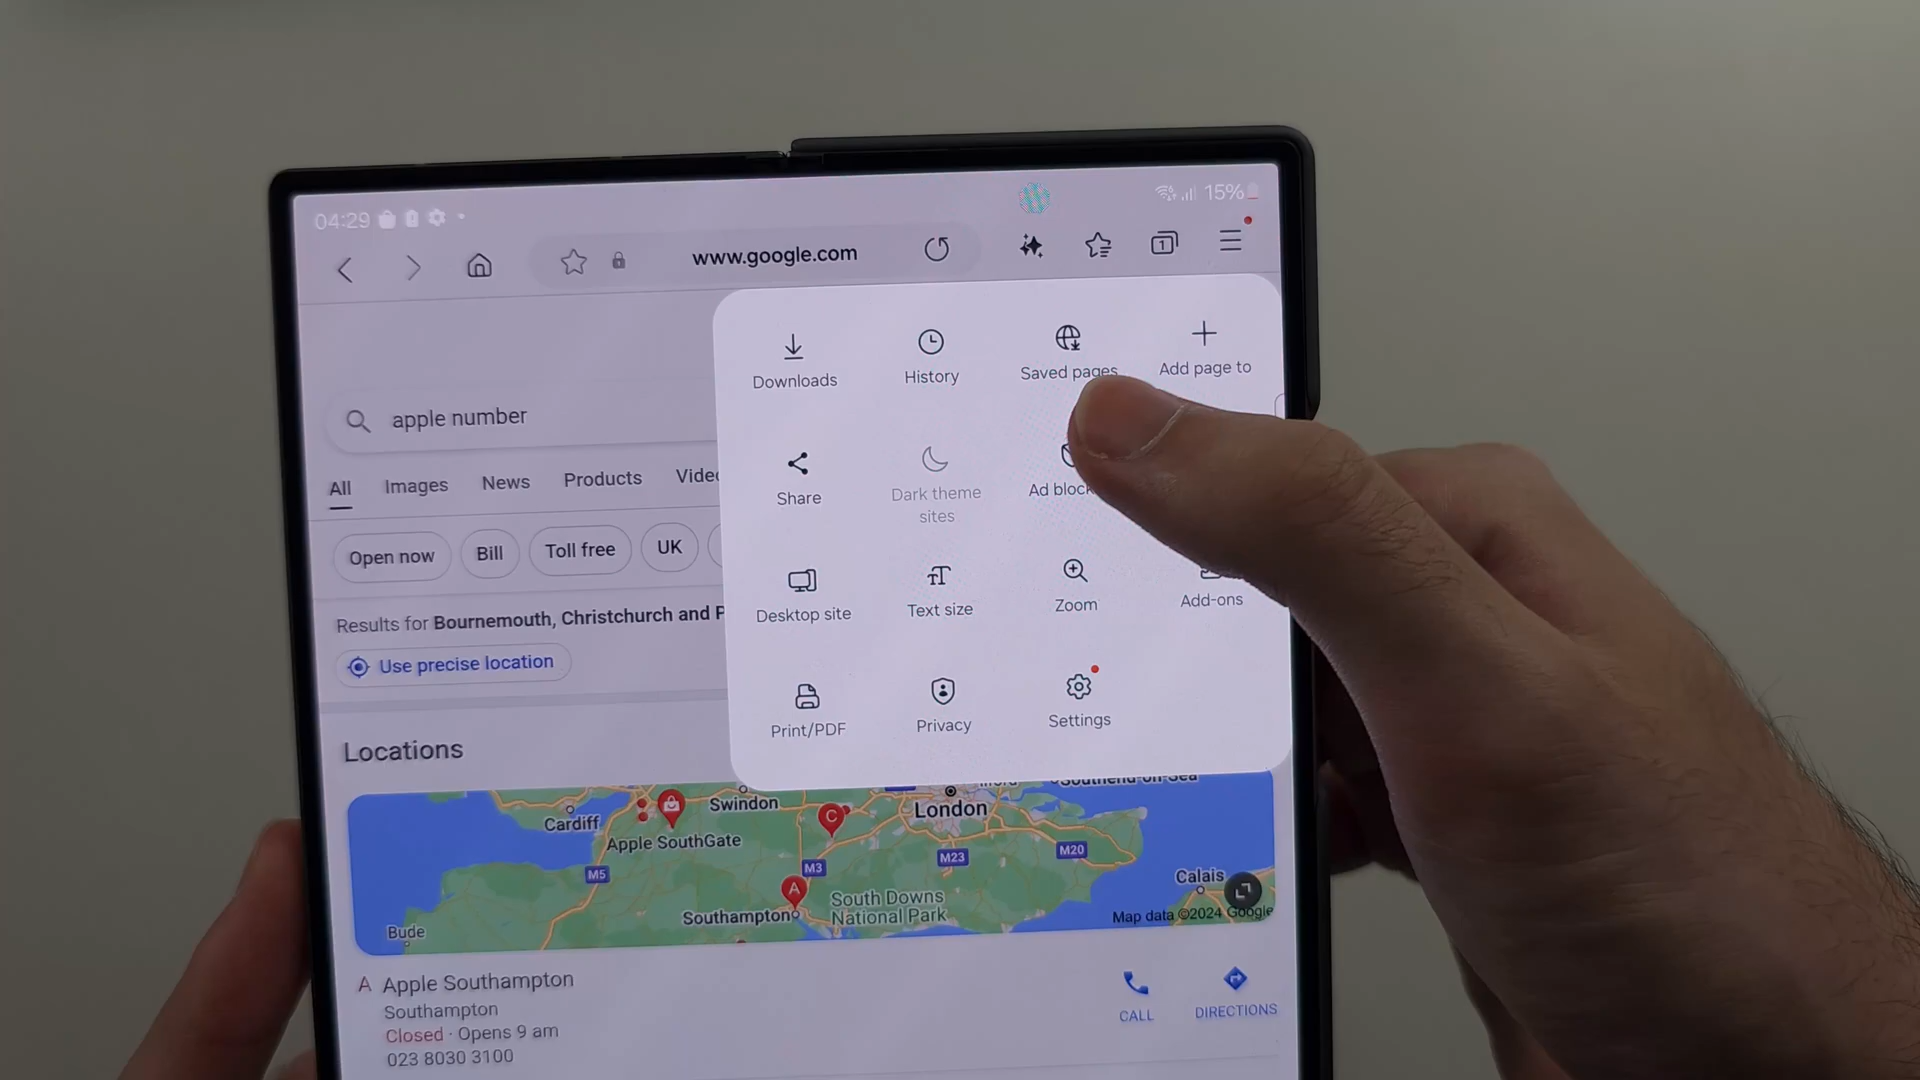 04:29
15%
www.google.com
1
Downloads
History
Saved pages
Add page to
apple number
Share
Dark theme
sites
Ad block
All
Images
News
Products
Open now
Bill
Toll free
UK
Desktop site
Text size
Zoom
Add-ons
Results for Bournemouth, Christchurch and P
Use precise location
Print/PDF
Privacy
Settings
Locations
Southend-on-Sea
Swindon
C
London
Cardiff
Apple SouthGate
M3
M23
M20
M5
A
Calais
Southampton
South Downs
National Park
Map data ©2024 Google
Bude
A Apple Southampton
Southampton
Closed · Opens 9 am
023 8030 3100
CALL
DIRECTIONS